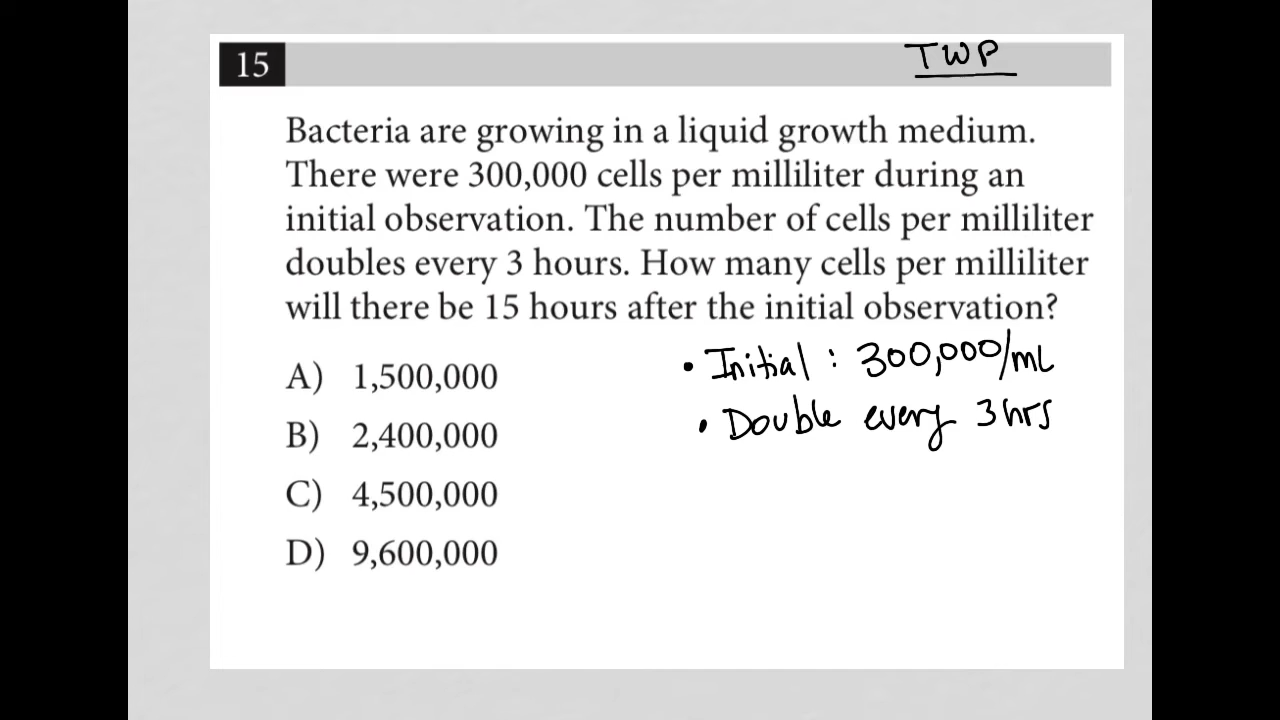 15
TWP
Bacteria are growing in a liquid growth medium.
There were 300,000 cells per milliliter during an
initial observation. The number of cells per milliliter
doubles every 3 hours. How many cells per milliliter
will there be 15 hours after the initial observation?
• Initial : 300,000/mL
A) 1,500,000
• Double every 3hrs
B) 2,400,000
C) 4,500,000
D) 9,600,000